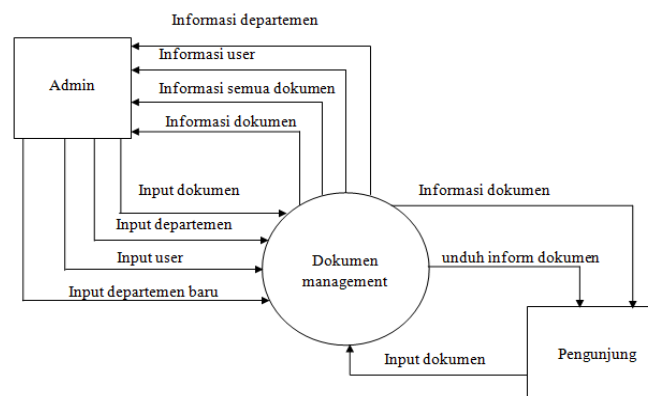 Informasi departemen
Informasi user
Admin
Informasi semua dokumen
Informasi dokumen
Input dokumen
Informasi dokumen
Input departemen
Dokumen
management
unduh inform dokumen
Input user
Input departemen baru
Input dokumen
Pengunjung